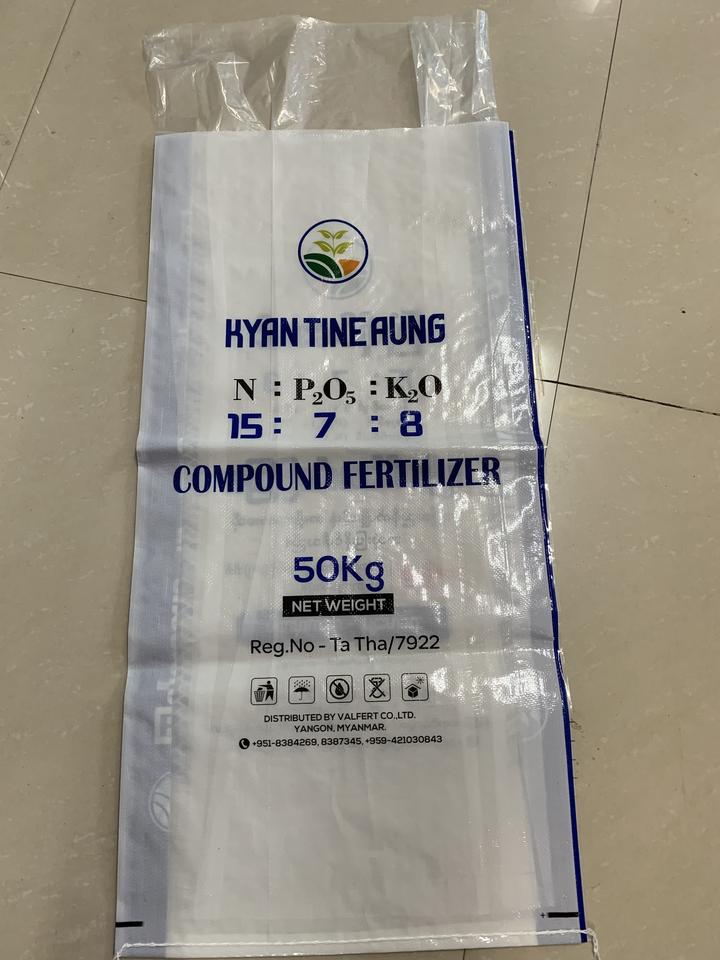 KYAN TINE AUNG
N : P₂O₅ : K₂O
15 : 7 : 8
COMPOUND FERTILIZER
50Kg
NET WEIGHT
Reg.No - Ta Tha/7922
DISTRIBUTED BY VALFERT CO.,LTD.
YANGON, MYANMAR.
+951-8384269, 8387345, +959-421030843